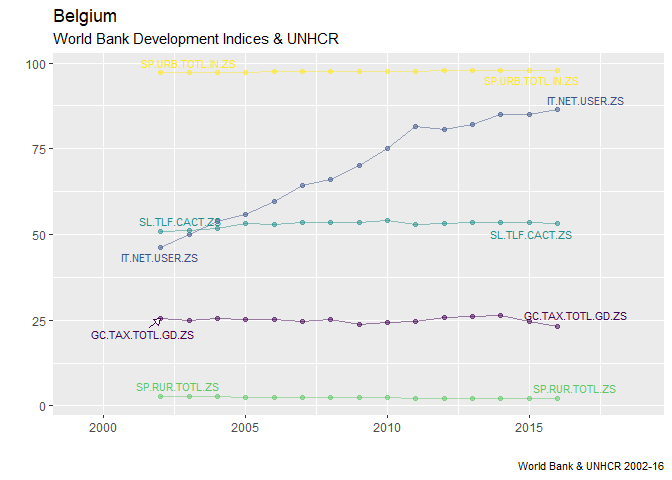 Belgium
World Bank Development Indices & UNHCR
100
SP.URB.TOTL.IN.ZS
SP.URB.TOTL.IN.ZS
IT.NET.USER.ZS
75
50
SL.TLF.CACT.ZS
SL.TLF.CACT.ZS
IT.NET.USER.ZS
25
GC.TAX.TOTL.GD.ZS
GC.TAX.TOTL.GD.ZS
SP.RUR.TOTL.ZS
SP.RUR.TOTL.ZS
0
2000 2005 2010 2015
World Bank & UNHCR 2002-16